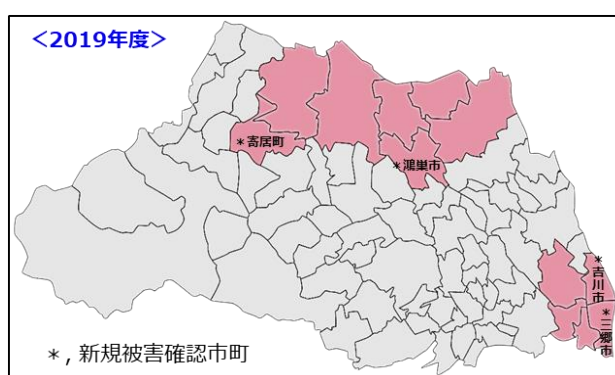 ＜2019年度＞
＊寄居町
＊鴻巣市
＊吉川市
＊三郷市
＊, 新規被害確認市町